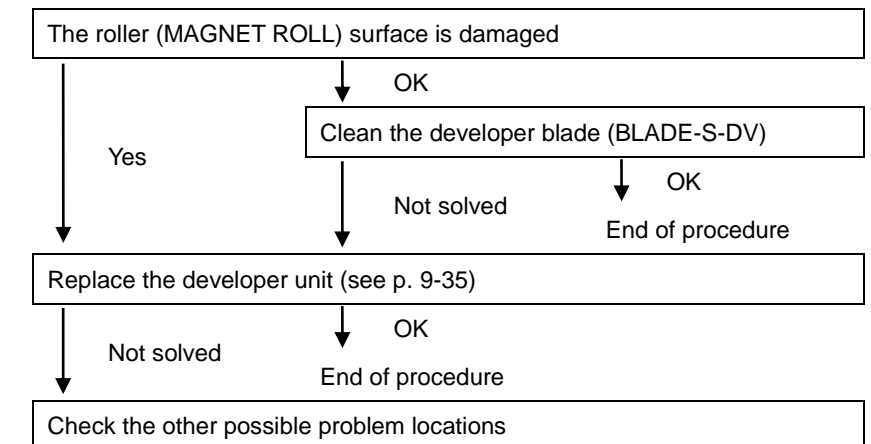 The roller (MAGNET ROLL) surface is damaged
OK
Clean the developer blade (BLADE-S-DV)
Yes
OK
Not solved
End of procedure
Replace the developer unit (see p. 9-35)
OK
Not solved
End of procedure
Check the other possible problem locations